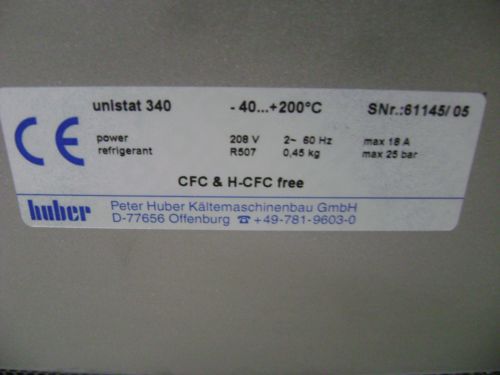 CE
unistat 340 - 40...+200°C SNr.:61145/ 05
power 208 V 2~ 60 Hz max 18 A
refrigerant R507 0,45 kg max 25 bar
CFC & H-CFC free
huber
Peter Huber Kältemaschinenbau GmbH
D-77656 Offenburg ☎ +49-781-9603-0